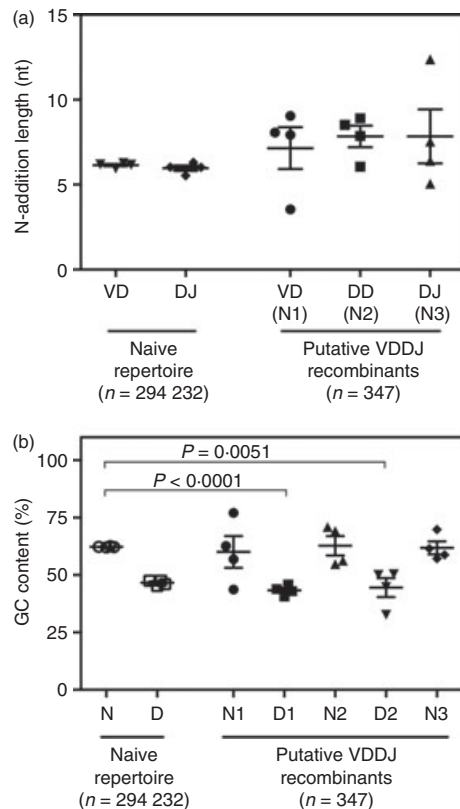 (a)
15
10
5
0
N-addition length (nt)
VD DJ VD DD DJ
(N1) (N2) (N3)
Naive Putative VDDJ
repertoire recombinants
(n = 294 232) (n = 347)
(b)
P = 0·0051
P < 0·0001
100
75
50
25
0
GC content (%)
N D N1 D1 N2 D2 N3
Naive Putative VDDJ
repertoire recombinants
(n = 294 232) (n = 347)